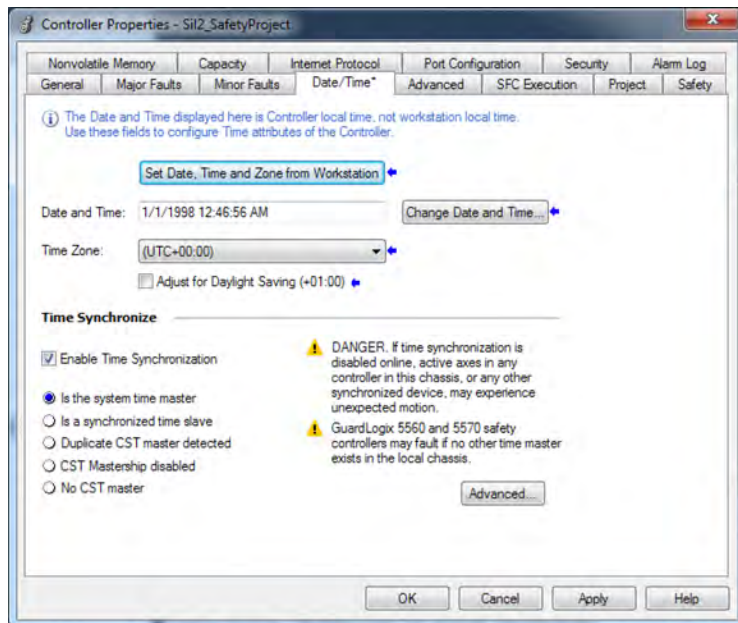 Controller Properties - Sil2_SafetyProject
Nonvolatile Memory Capacity Internet Protocol Port Configuration Security Alarm Log
General Major Faults Minor Faults Date/Time* Advanced SFC Execution Project Safety
The Date and Time displayed here is Controller local time, not workstation local time.
Use these fields to configure Time attributes of the Controller.
Set Date, Time and Zone from Workstation
Date and Time: 1/1/1998 12:46:56 AM Change Date and Time...
Time Zone: (UTC+00:00)
Adjust for Daylight Saving (+01:00)
Time Synchronize
Enable Time Synchronization
Is the system time master
Is a synchronized time slave
Duplicate CST master detected
CST Mastership disabled
No CST master
DANGER. If time synchronization is
disabled online, active axes in any
controller in this chassis, or any other
synchronized device, may experience
unexpected motion.
GuardLogix 5560 and 5570 safety
controllers may fault if no other time master
exists in the local chassis.
Advanced...
OK Cancel Apply Help